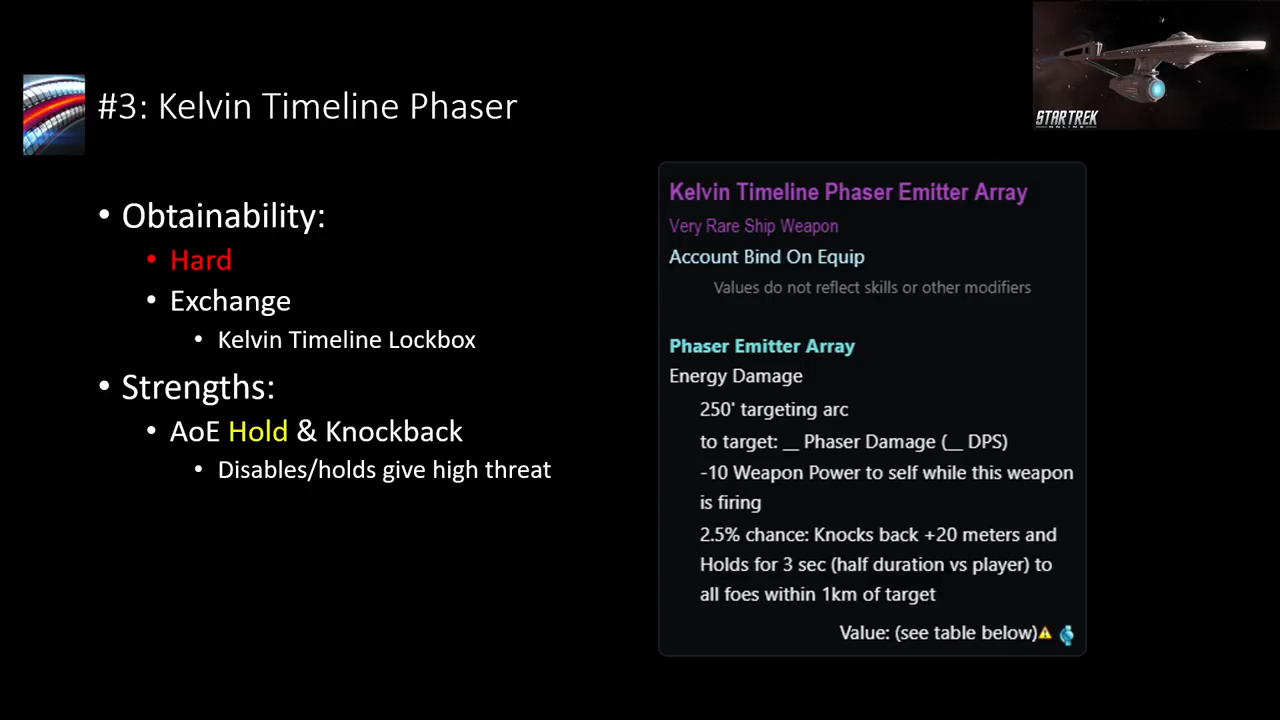 STAR TREK
ONLINE
#3: Kelvin Timeline Phaser
• Obtainability:
• Hard
• Exchange
• Kelvin Timeline Lockbox
• Strengths:
• AoE Hold & Knockback
• Disables/holds give high threat
Kelvin Timeline Phaser Emitter Array
Very Rare Ship Weapon
Account Bind On Equip
Values do not reflect skills or other modifiers
Phaser Emitter Array
Energy Damage
250' targeting arc
to target: __ Phaser Damage (__ DPS)
-10 Weapon Power to self while this weapon
is firing
2.5% chance: Knocks back +20 meters and
Holds for 3 sec (half duration vs player) to
all foes within 1km of target
Value: (see table below)